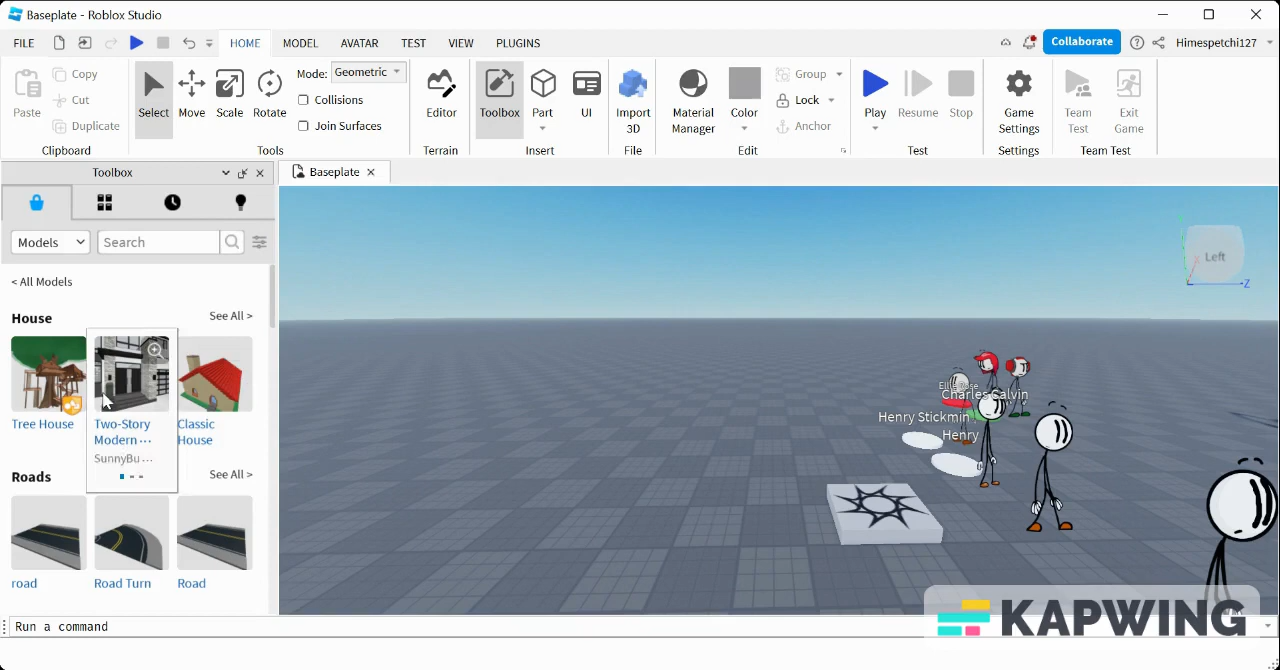 Baseplate - Roblox Studio
FILE HOME MODEL AVATAR TEST VIEW PLUGINS Collaborate Himespetchi127
Paste Copy Cut Duplicate
Clipboard
Select Move Scale Rotate
Mode: Geometric
Collisions
Join Surfaces
Tools
Editor
Terrain
Toolbox Part UI
Insert
Import 3D
File
Material Manager Color
Group
Lock
Anchor
Edit
Play Resume Stop
Test
Game Settings
Settings
Team Test Exit Game
Team Test
Toolbox
Baseplate
Models Search
< All Models
House See All >
Tree House
Two-Story Modern ...
SunnyBu ...
Classic House
Roads See All >
road Road Turn Road
Left
X
Z
Charles Calvin
Henry Stickmin
Henry
Run a command
KAPWING